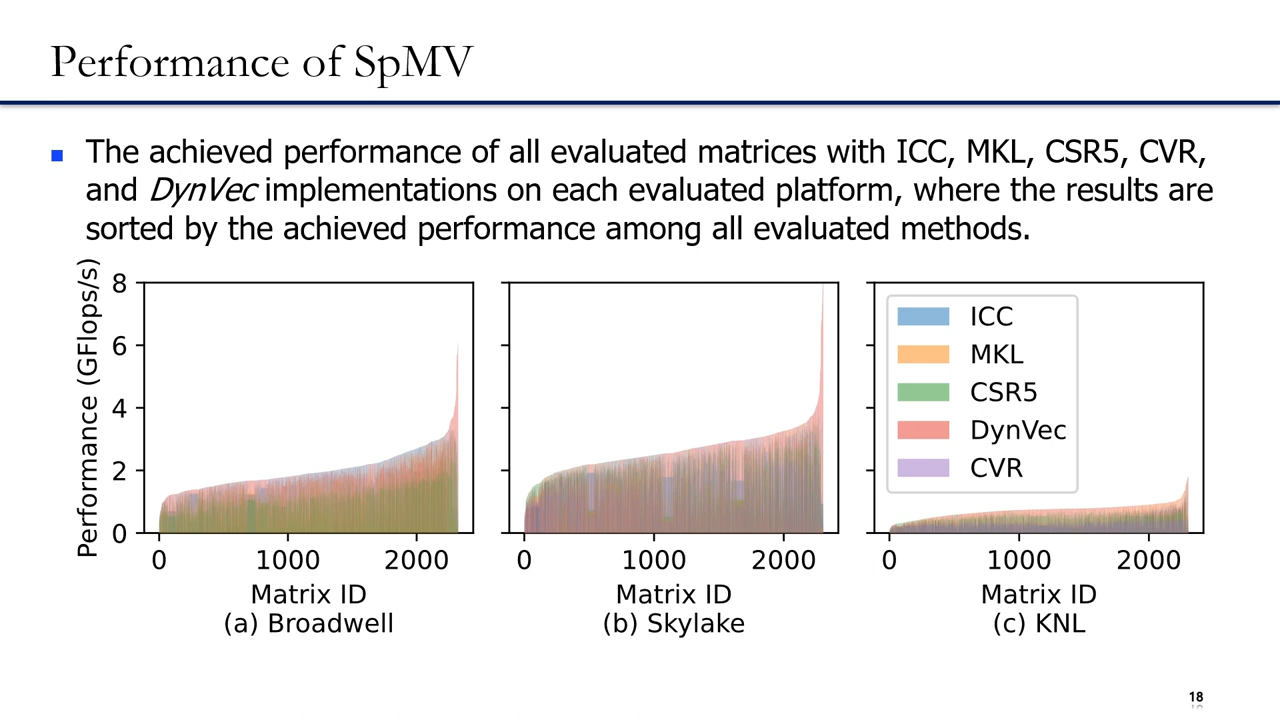 Performance of SpMV
The achieved performance of all evaluated matrices with ICC, MKL, CSR5, CVR,
and DynVec implementations on each evaluated platform, where the results are
sorted by the achieved performance among all evaluated methods.
Performance (GFlops/s)
8
6
4
2
0
0 1000 2000
Matrix ID
(a) Broadwell
0 1000 2000
Matrix ID
(b) Skylake
ICC
MKL
CSR5
DynVec
CVR
0 1000 2000
Matrix ID
(c) KNL
18